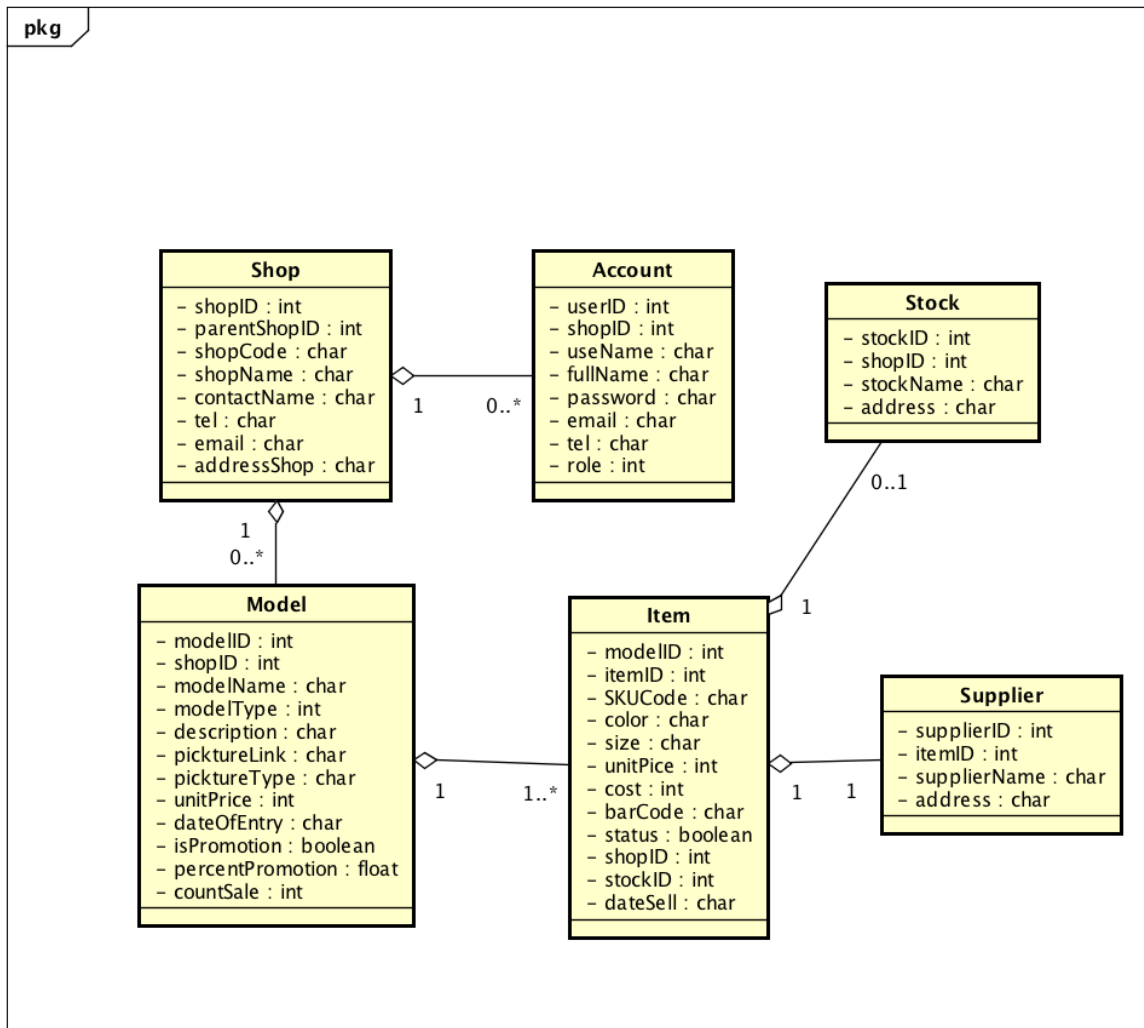 pkg
Shop
- shopID : int
- parentShopID : int
- shopCode : char
- shopName : char
- contactName : char
- tel : char
- email : char
- addressShop : char
Account
- userID : int
- shopID : int
- useName : char
- fullName : char
- password : char
- email : char
- tel : char
- role : int
Stock
- stockID : int
- shopID : int
- stockName : char
- address : char
1
0..*
0..1
1
0..*
Model
- modelID : int
- shopID : int
- modelName : char
- modelType : int
- description : char
- picktureLink : char
- picktureType : char
- unitPrice : int
- dateOfEntry : char
- isPromotion : boolean
- percentPromotion : float
- countSale : int
1
1..*
Item
- modelID : int
- itemID : int
- SKUCode : char
- color : char
- size : char
- unitPice : int
- cost : int
- barCode : char
- status : boolean
- shopID : int
- stockID : int
- dateSell : char
1
1
1
Supplier
- supplierID : int
- itemID : int
- supplierName : char
- address : char